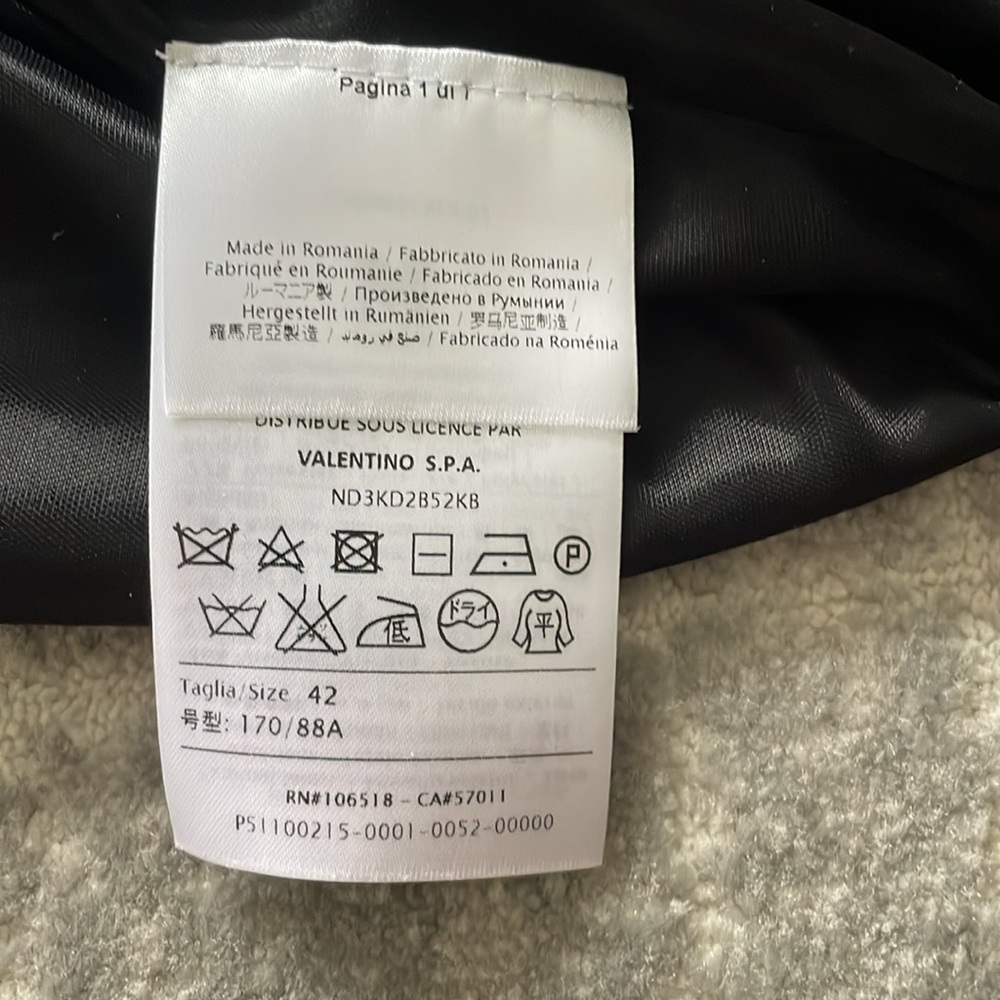 Pagina 1 di 1
Made in Romania / Fabbricato in Romania /
Fabriqué en Roumanie / Fabricado en Romania /
ルーマニア製 / Произведено в Румынии /
Hergestellt in Rumänien / 罗马尼亚制造 /
羅馬尼亞製造 / صنع في رومانيا / Fabricado na Roménia
DISTRIBUE SOUS LICENCE PAR
VALENTINO S.P.A.
ND3KD2B52KB
P
低 ドライ 平
Taglia/Size 42
号型: 170/88A
RN#106518 - CA#57011
PS1100215-0001-0052-00000